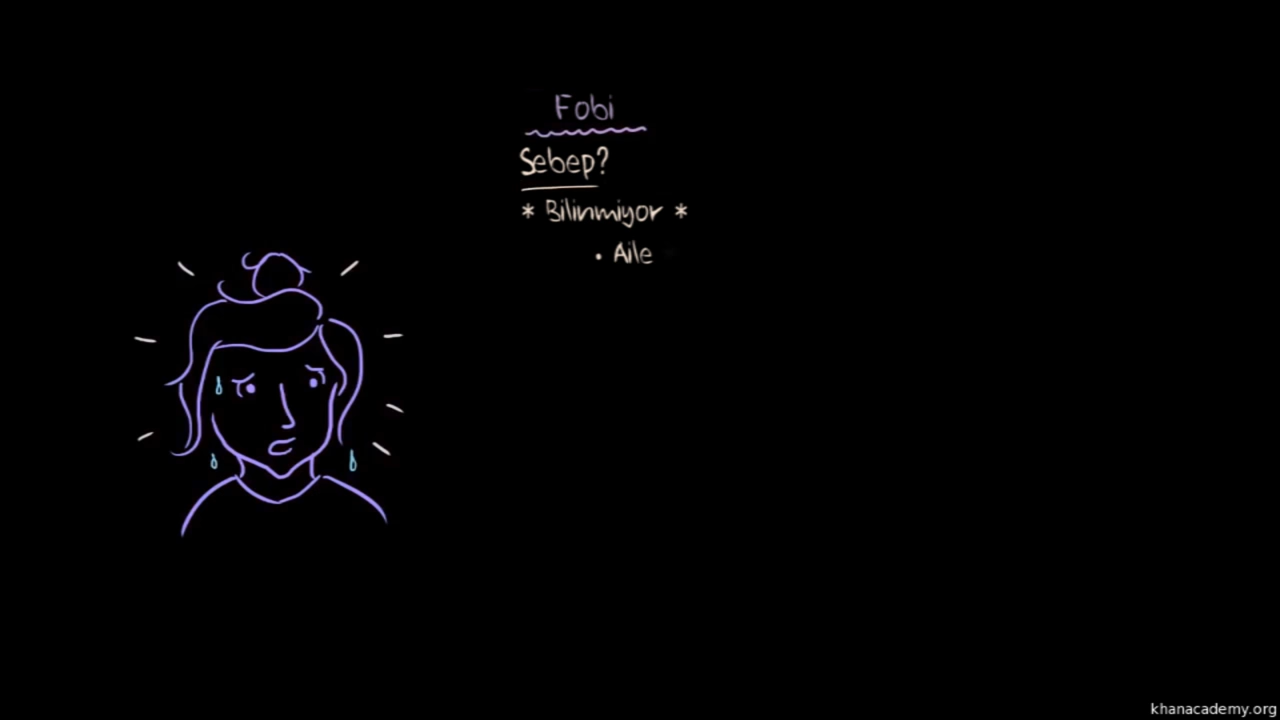 Fobi
Sebep?
* Bilinmiyor *
• Aile
khanacademy.org